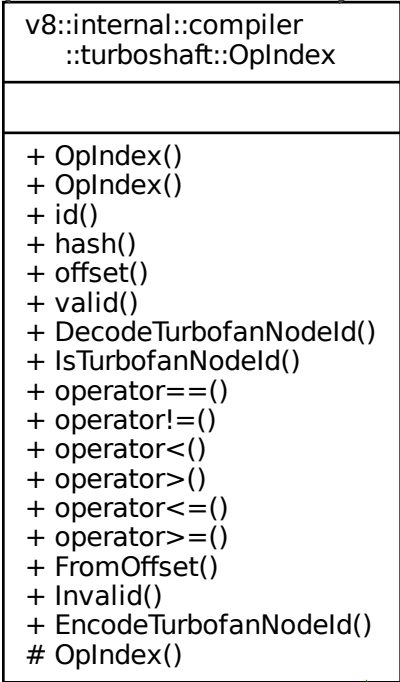 v8::internal::compiler
::turboshaft::OpIndex
+ OpIndex()
+ OpIndex()
+ id()
+ hash()
+ offset()
+ valid()
+ DecodeTurbofanNodeId()
+ IsTurbofanNodeId()
+ operator==()
+ operator!=()
+ operator<()
+ operator>()
+ operator<=()
+ operator>=()
+ FromOffset()
+ Invalid()
+ EncodeTurbofanNodeId()
# OpIndex()